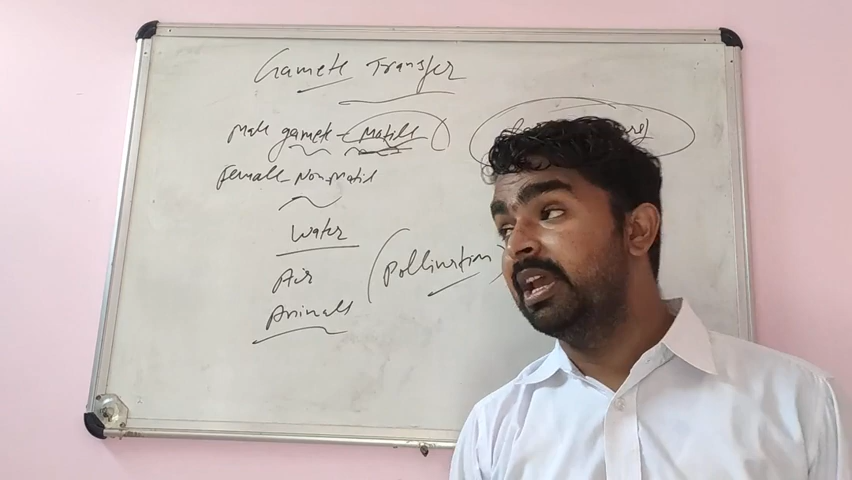 Gamete Transfer
Male gamete - Motile
Female - Non-motile
Water
Air
(Pollination)
Animals